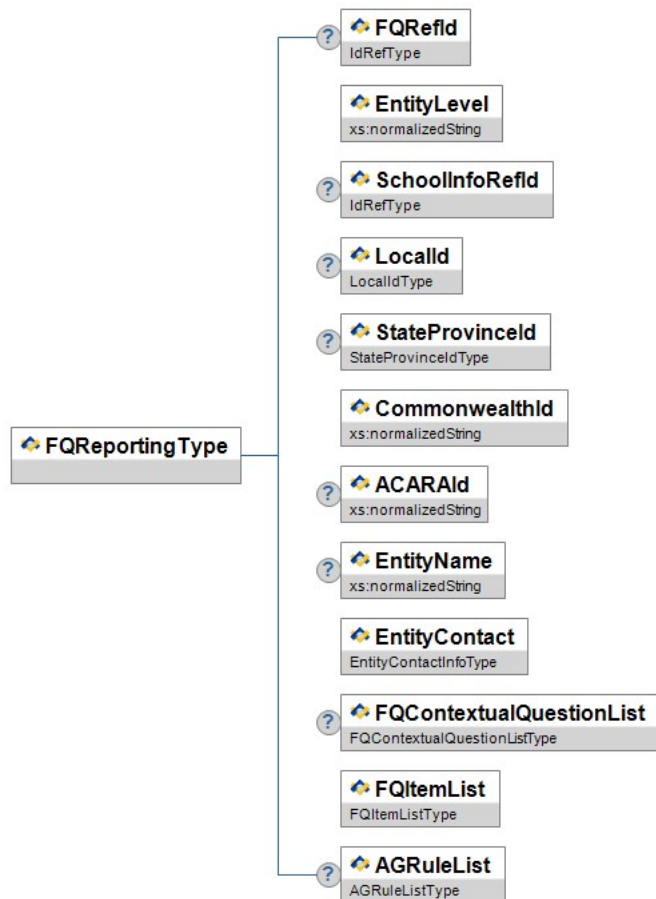 ?
FQRefId
IdRefType
EntityLevel
xs:normalizedString
?
SchoolInfoRefId
IdRefType
?
LocalId
LocalIdType
?
StateProvinceId
StateProvinceIdType
FQReportingType
CommonwealthId
xs:normalizedString
?
ACARAId
xs:normalizedString
?
EntityName
xs:normalizedString
EntityContact
EntityContactInfoType
?
FQContextualQuestionList
FQContextualQuestionListType
FQItemList
FQItemListType
?
AGRuleList
AGRuleListType